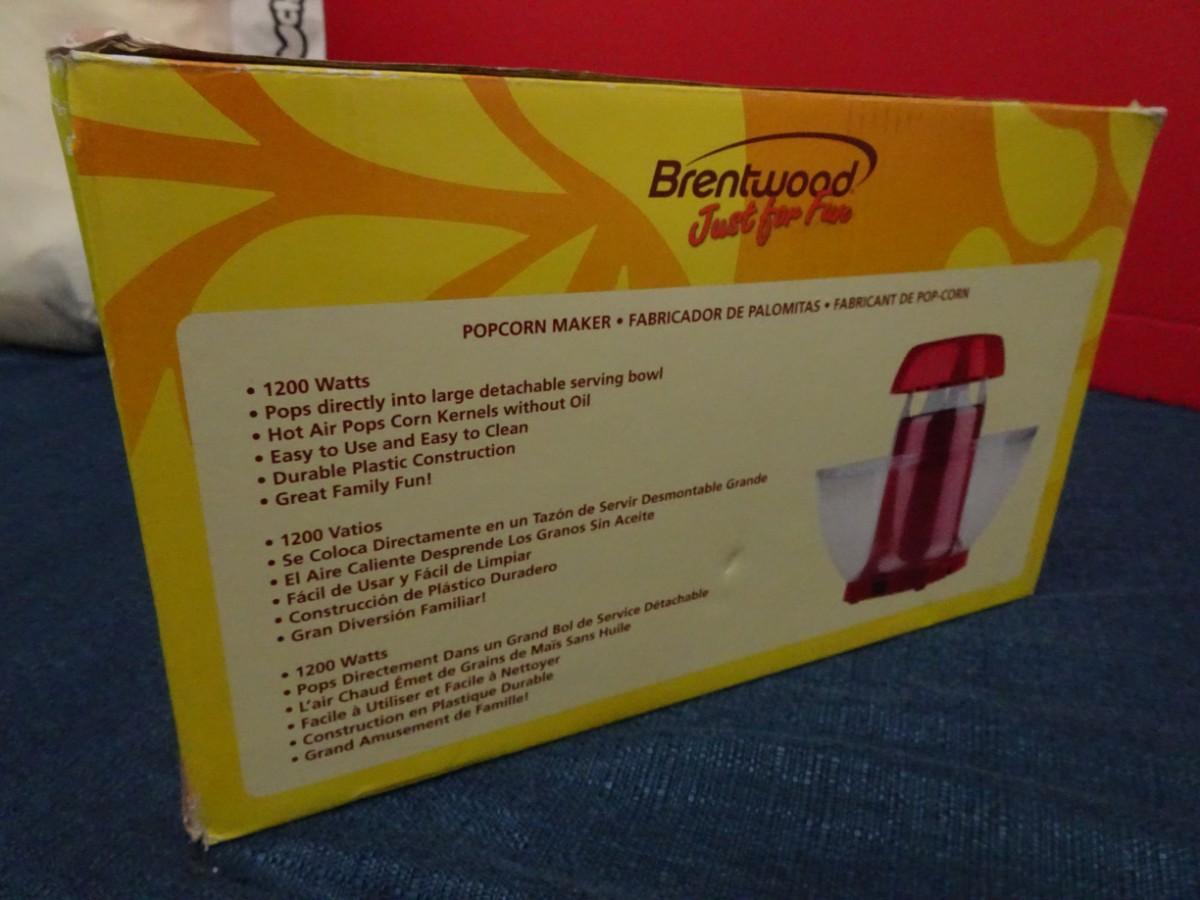 Brentwood
Just for Fun
POPCORN MAKER • FABRICADOR DE PALOMITAS • FABRICANT DE POP-CORN
• 1200 Watts
• Pops directly into large detachable serving bowl
• Hot Air Pops Corn Kernels without Oil
• Easy to Use and Easy to Clean
• Durable Plastic Construction
• Great Family Fun!
• 1200 Vatios
• Se Coloca Directamente en un Tazón de Servir Desmontable Grande
• El Aire Caliente Desprende Los Granos Sin Aceite
• Fácil de Usar y Fácil de Limpiar
• Construcción de Plástico Duradero
• Gran Diversión Familiar!
• 1200 Watts
• Pops Directement Dans un Grand Bol de Service Détachable
• L'air Chaud Émet de Grains de Maïs Sans Huile
• Facile à Utiliser et Facile à Nettoyer
• Construction en Plastique Durable
• Grand Amusement de Famille!